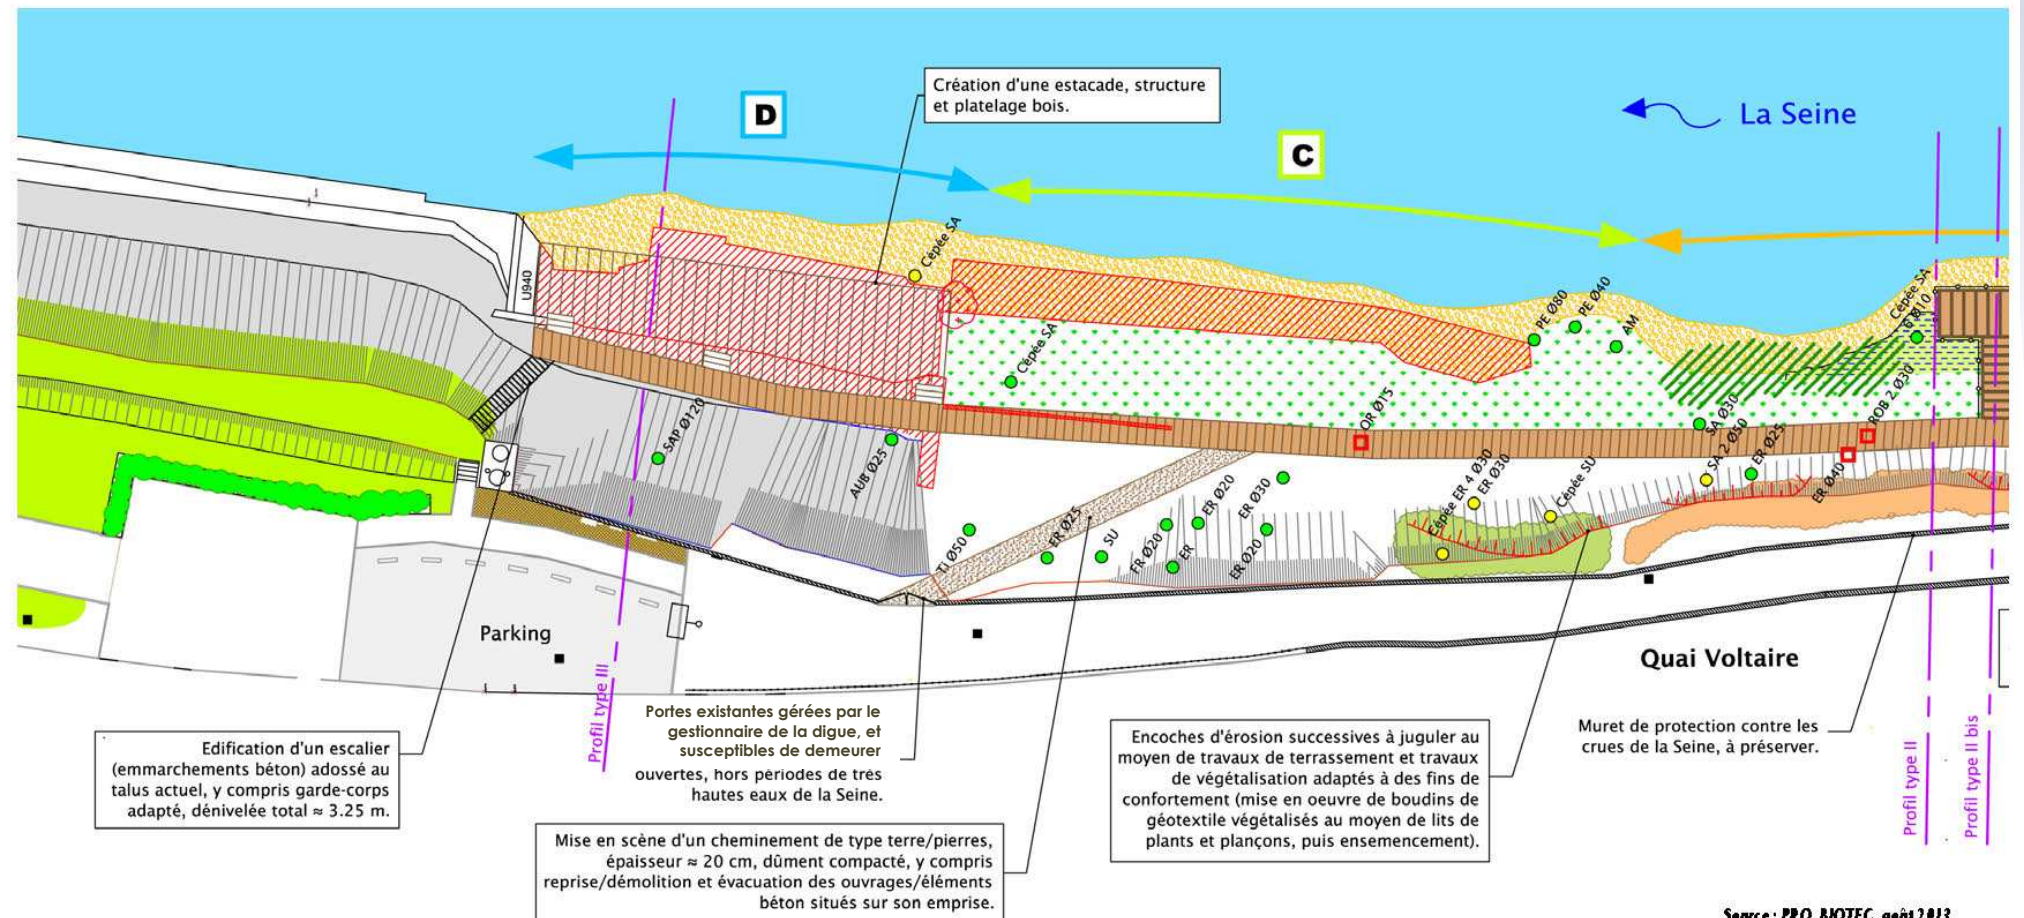 Création d'une estacade, structure
et platelage bois.
D
C
La Seine
U940
Cépée SA
Cépée SA
PE Ø80
PE Ø40
AM
Cépée SA
SAP Ø120
AUB Ø25
OR Ø15
SA Ø30
SA 2 Ø50
ER Ø25
ROB 2 Ø30
ER Ø40
Ti Ø50
ER Ø25
SU
ER Ø20
ER Ø30
ER
ER Ø20
Cépée ER 4 Ø30
ER Ø30
Cépée SU
Parking
Quai Voltaire
Profil type III
Profil type II
Profil type II bis
Edification d'un escalier
(emmarchements béton) adossé au
talus actuel, y compris garde-corps
adapté, dénivelée total ≈ 3.25 m.
Portes existantes gérées par le
gestionnaire de la digue, et
susceptibles de demeurer
ouvertes, hors périodes de très
hautes eaux de la Seine.
Mise en scène d'un cheminement de type terre/pierres,
épaisseur ≈ 20 cm, dûment compacté, y compris
reprise/démolition et évacuation des ouvrages/éléments
béton situés sur son emprise.
Encoches d'érosion successives à juguler au
moyen de travaux de terrassement et travaux
de végétalisation adaptés à des fins de
confortement (mise en oeuvre de boudins de
géotextile végétalisés au moyen de lits de
plants et plançons, puis ensemencement).
Muret de protection contre les
crues de la Seine, à préserver.
Source : PRO, BIOTEC, août 2013